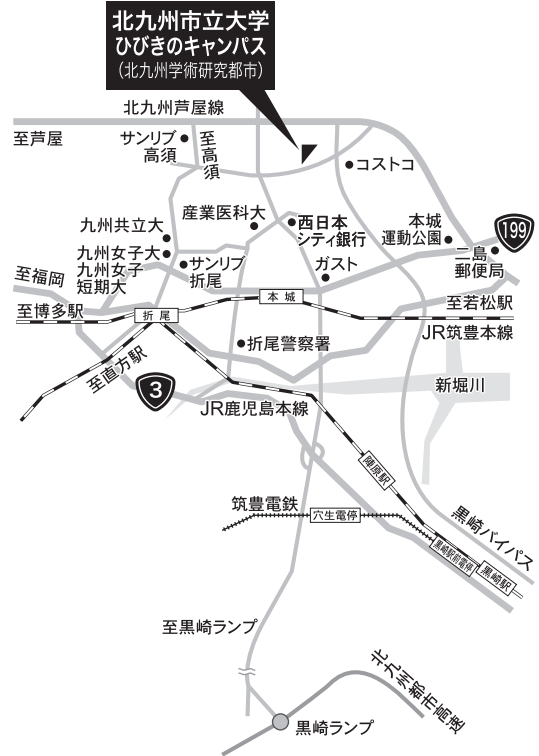 北九州市立大学
ひびきのキャンパス
（北九州学術研究都市）
北九州芦屋線
至芦屋
サンリブ
高須
至高須
コストコ
産業医科大
九州共立大
西日本
シティ銀行
本城
運動公園
199
九州女子大
九州女子
短期大
サンリブ
折尾
ガスト
二島
郵便局
至福岡
至博多駅
折尾
本城
至若松駅
JR筑豊本線
折尾警察署
至直方駅
3
JR鹿児島本線
新堀川
陣原駅
筑豊電鉄
穴生電停
黒崎バイパス
黒崎駅前電停
黒崎駅
至黒崎ランプ
北九州都市高速
黒崎ランプ